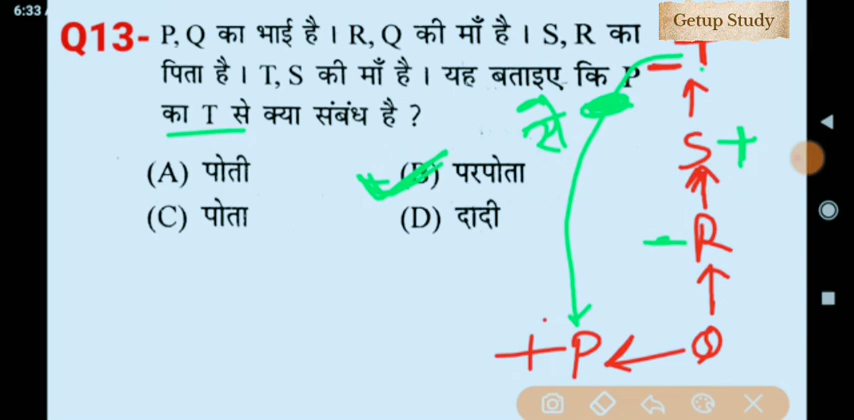 6:33
Getup Study
Q13- P, Q का भाई है। R, Q की माँ है। S, R का
पिता है। T, S की माँ है। यह बताइए कि P
का T से क्या संबंध है ?
(A) पोती
(B) परपोता
(C) पोता
(D) दादी
से
T
S +
- R
+ P ← Q